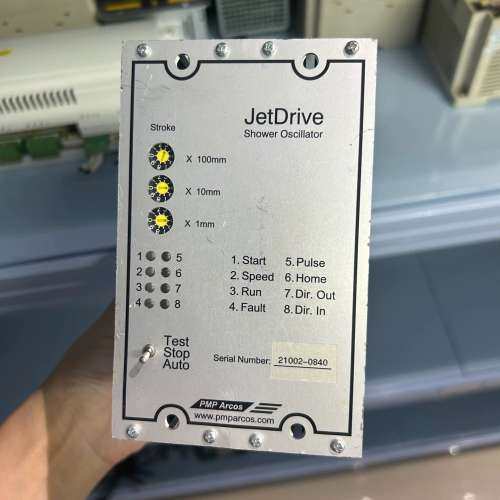 JetDrive
Shower Oscillator
Stroke
X 100mm
X 10mm
X 1mm
1 5
2 6
3 7
4 8
1. Start 5. Pulse
2. Speed 6. Home
3. Run 7. Dir. Out
4. Fault 8. Dir. In
Test
Stop
Auto
Serial Number: 21002-0840
PMP Arcos
www.pmparcos.com